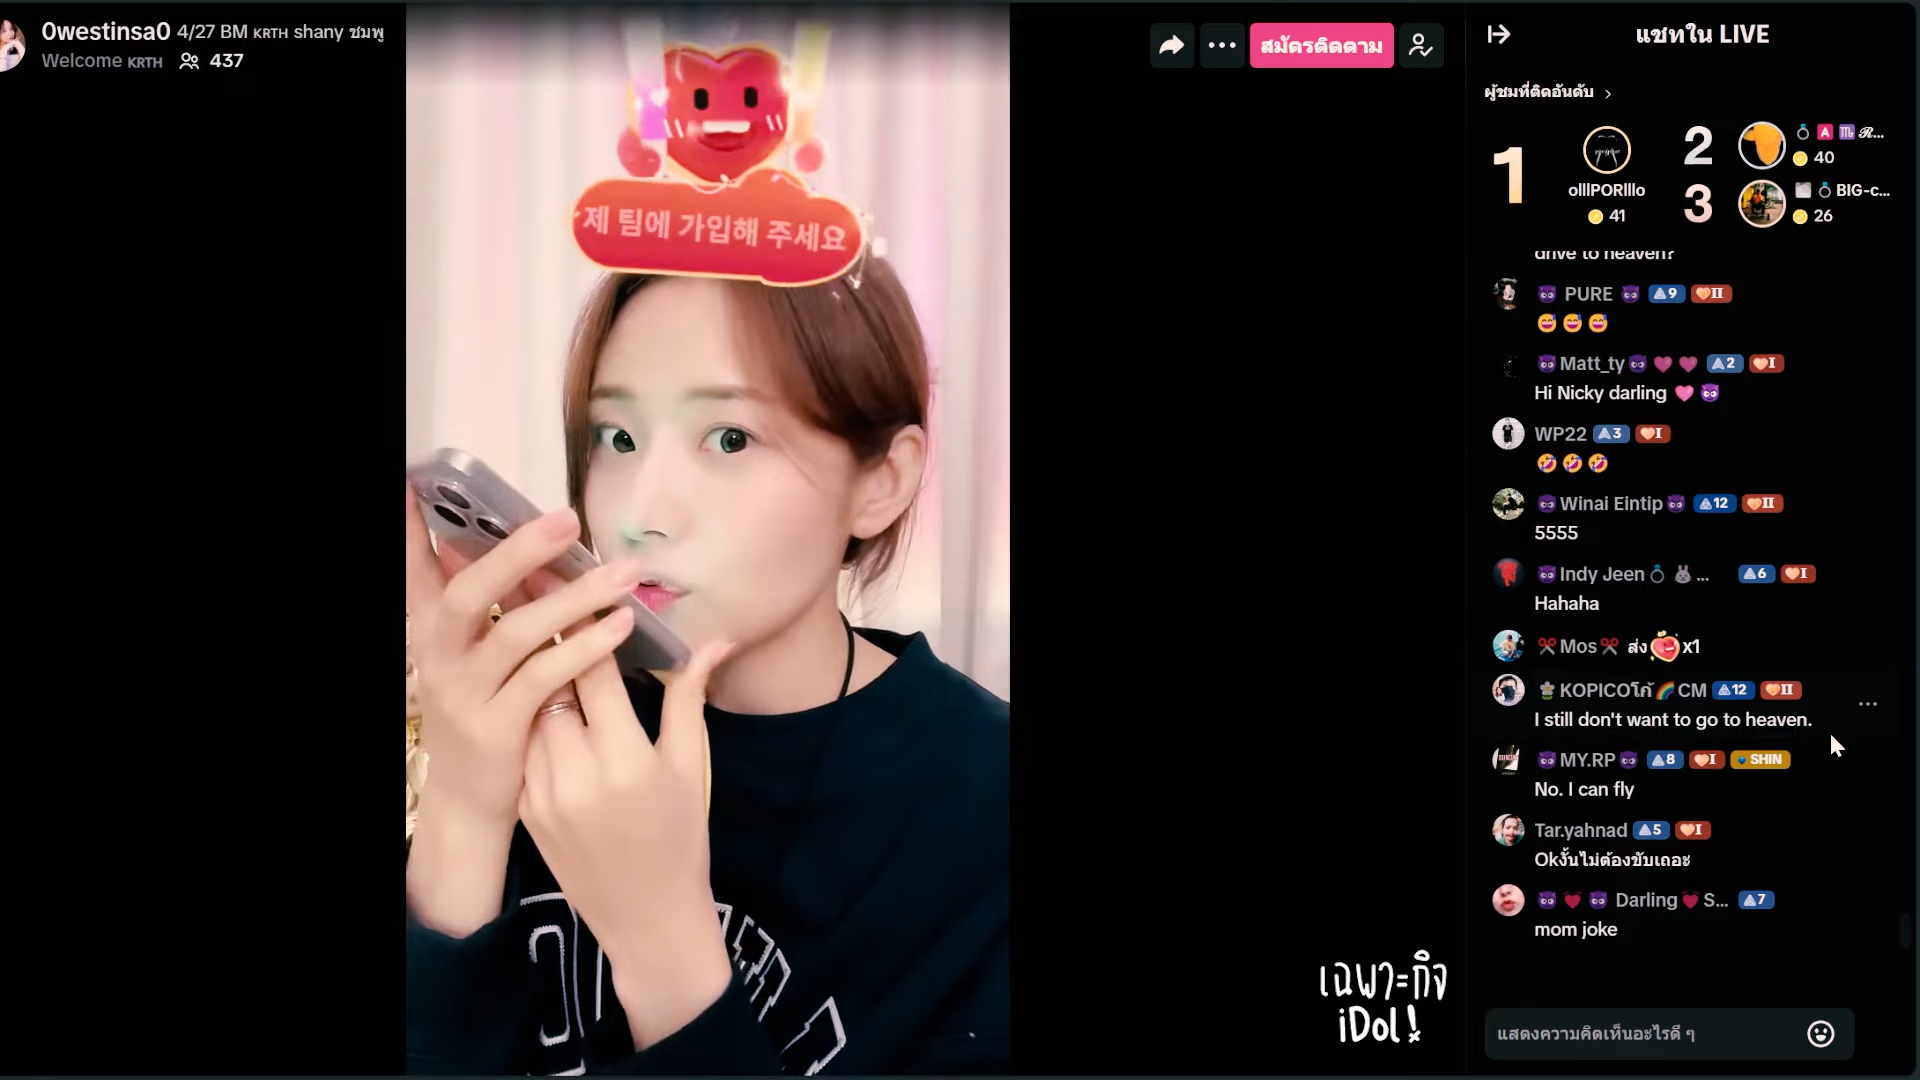 0westinsa0 4/27 BM KRTH shany ชมพู
Welcome KRTH 437
สมัครติดตาม
แชทใน LIVE
ผู้ชมที่ติดอันดับ
1
olllPORlllo
41
2
40
3
BIG-c...
26
제 팀에 가입해 주세요
drive to heaven?
PURE 9 II
Matt_ty 2 I
Hi Nicky darling
WP22 3 I
Winai Eintip 12 II
5555
Indy Jeen ... 6 I
Hahaha
Mos ส่ง x1
KOPICOโก้ CM 12 II
I still don't want to go to heaven.
MY.RP 8 I SHIN
No. I can fly
Tar.yahnad 5 I
Okงั้นไม่ต้องขับเถอะ
Darling S... 7
mom joke
เฉพาะกิจ
iDol!
แสดงความคิดเห็นอะไรดี ๆ